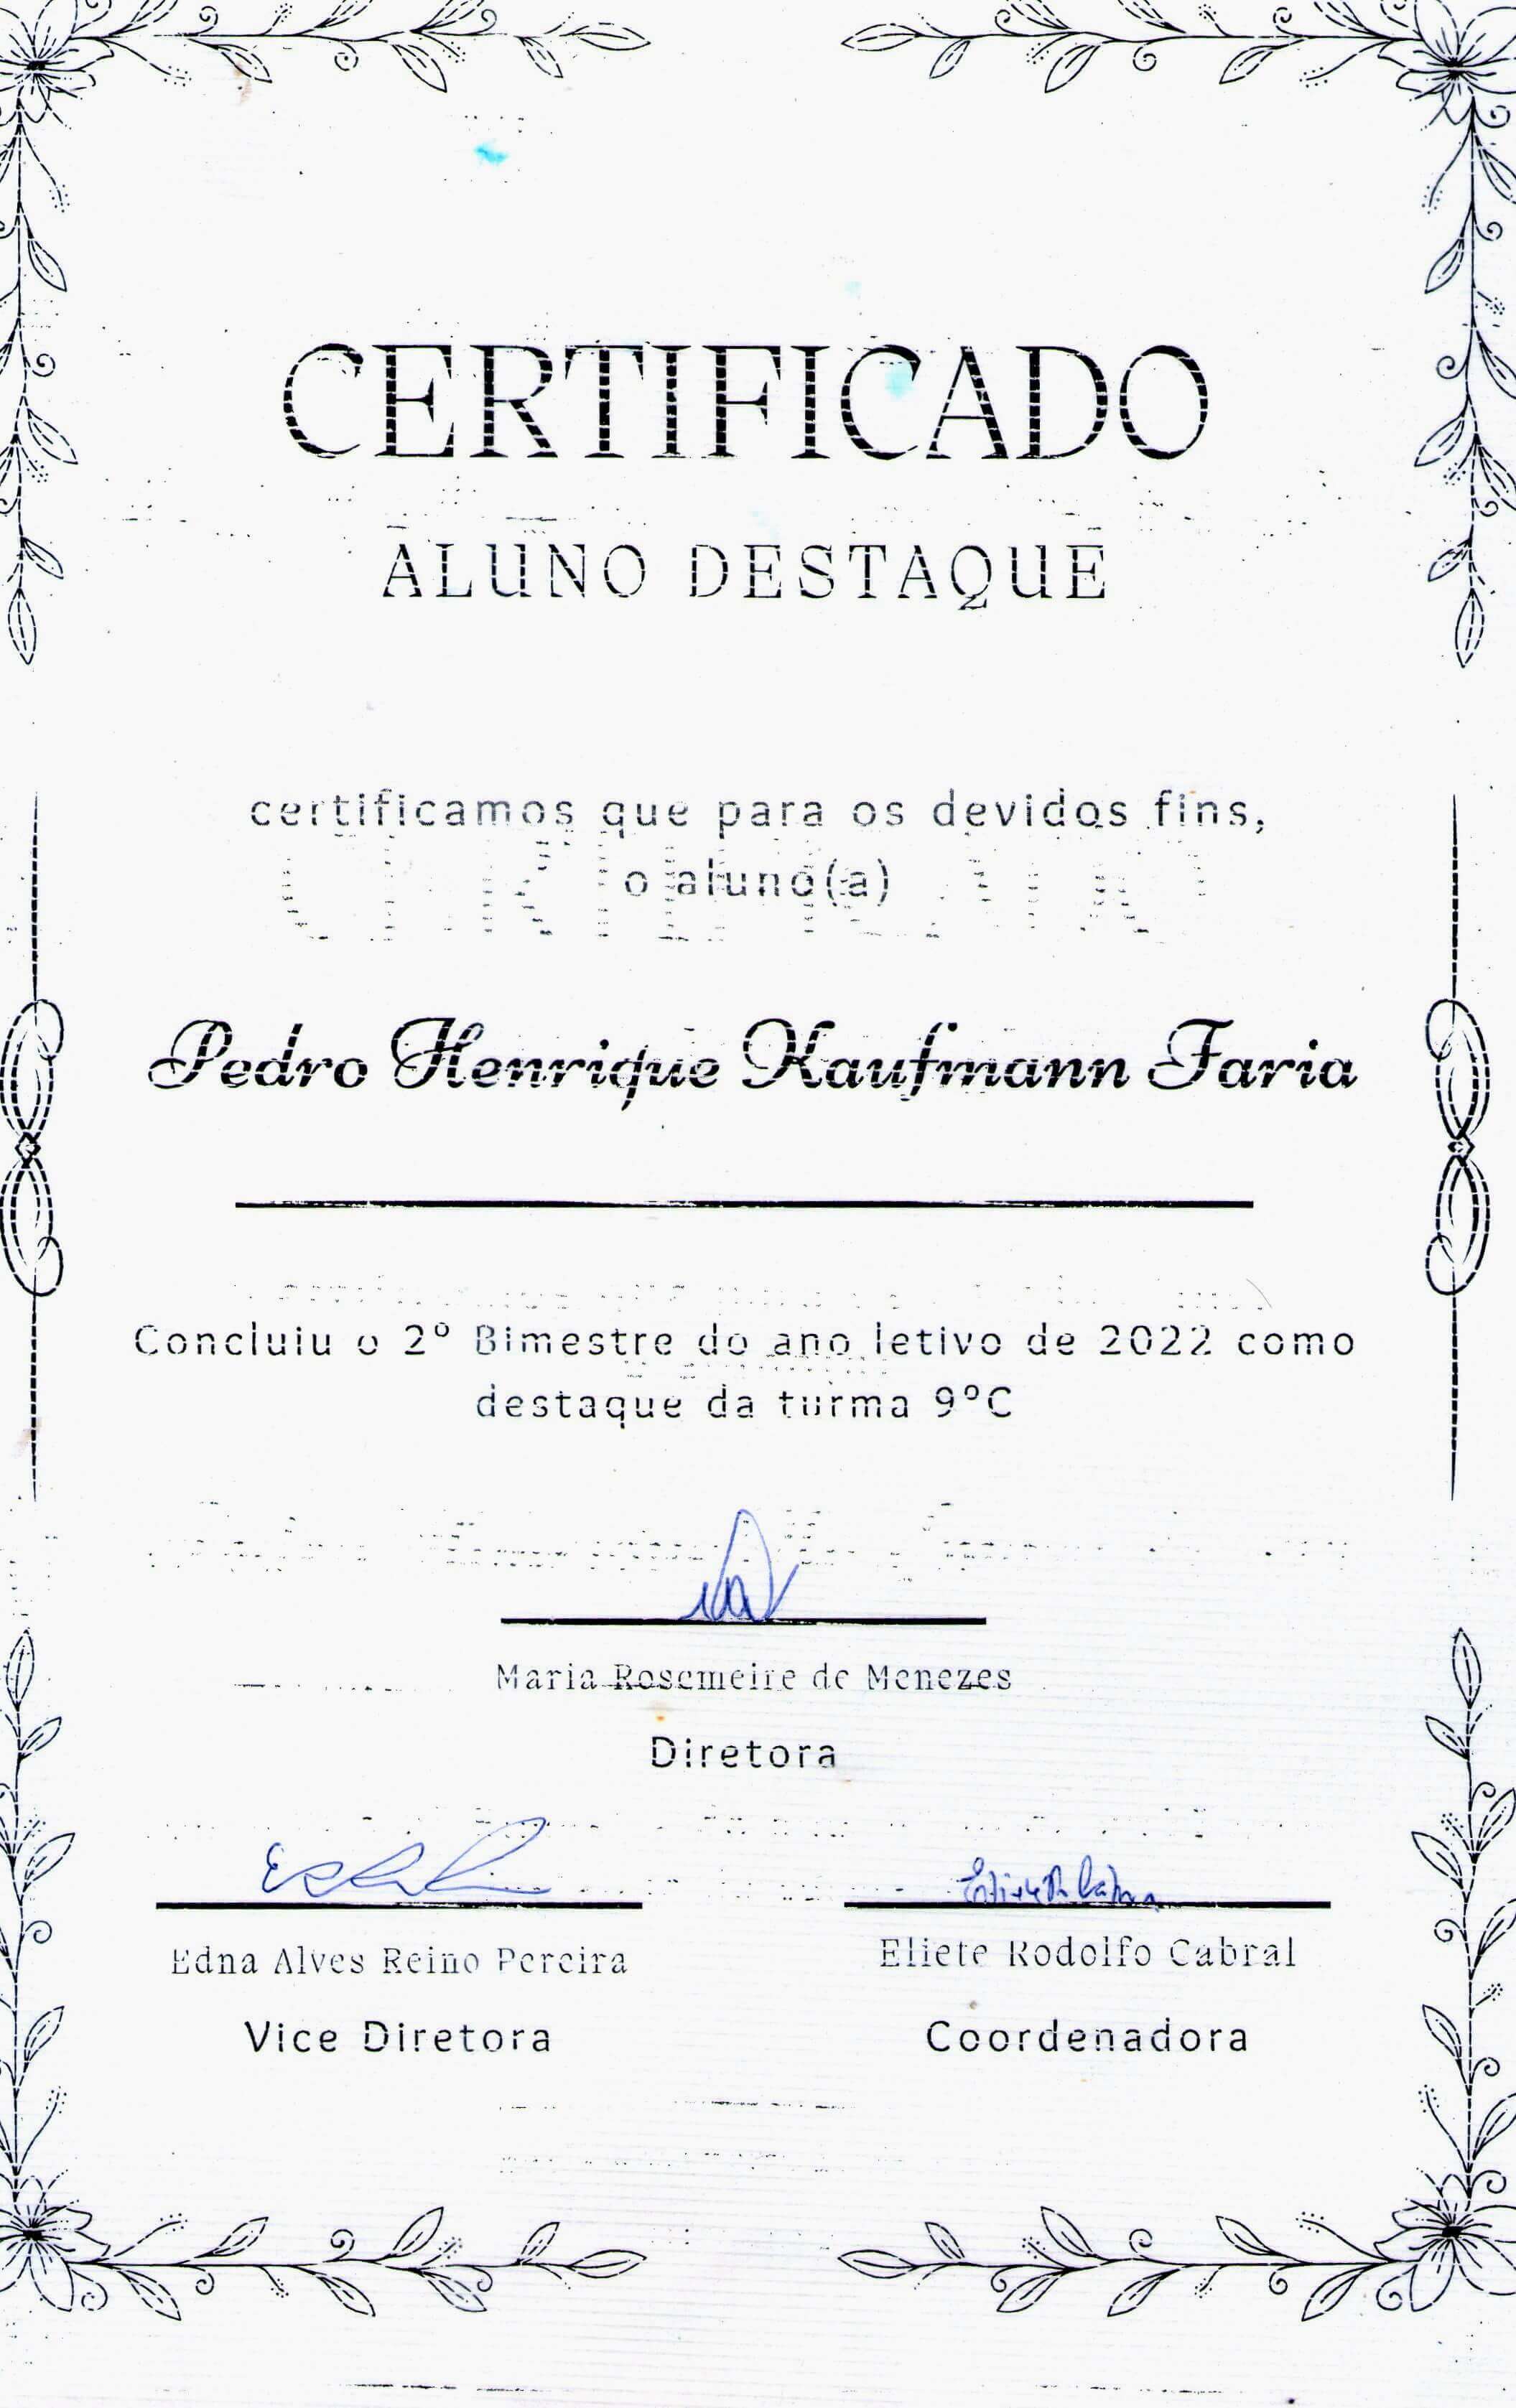 CERTIFICADO
ALUNO DESTAQUE
certificamos que para os devidos fins,
o aluno(a)
Pedro Henrique Kaufmann Faria
Concluiu o 2º Bimestre do ano letivo de 2022 como
destaque da turma 9ºC
Maria Rosemeire de Menezes
Diretora
Edna Alves Reino Pereira
Eliete Rodolfo Cabral
Vice Diretora
Coordenadora